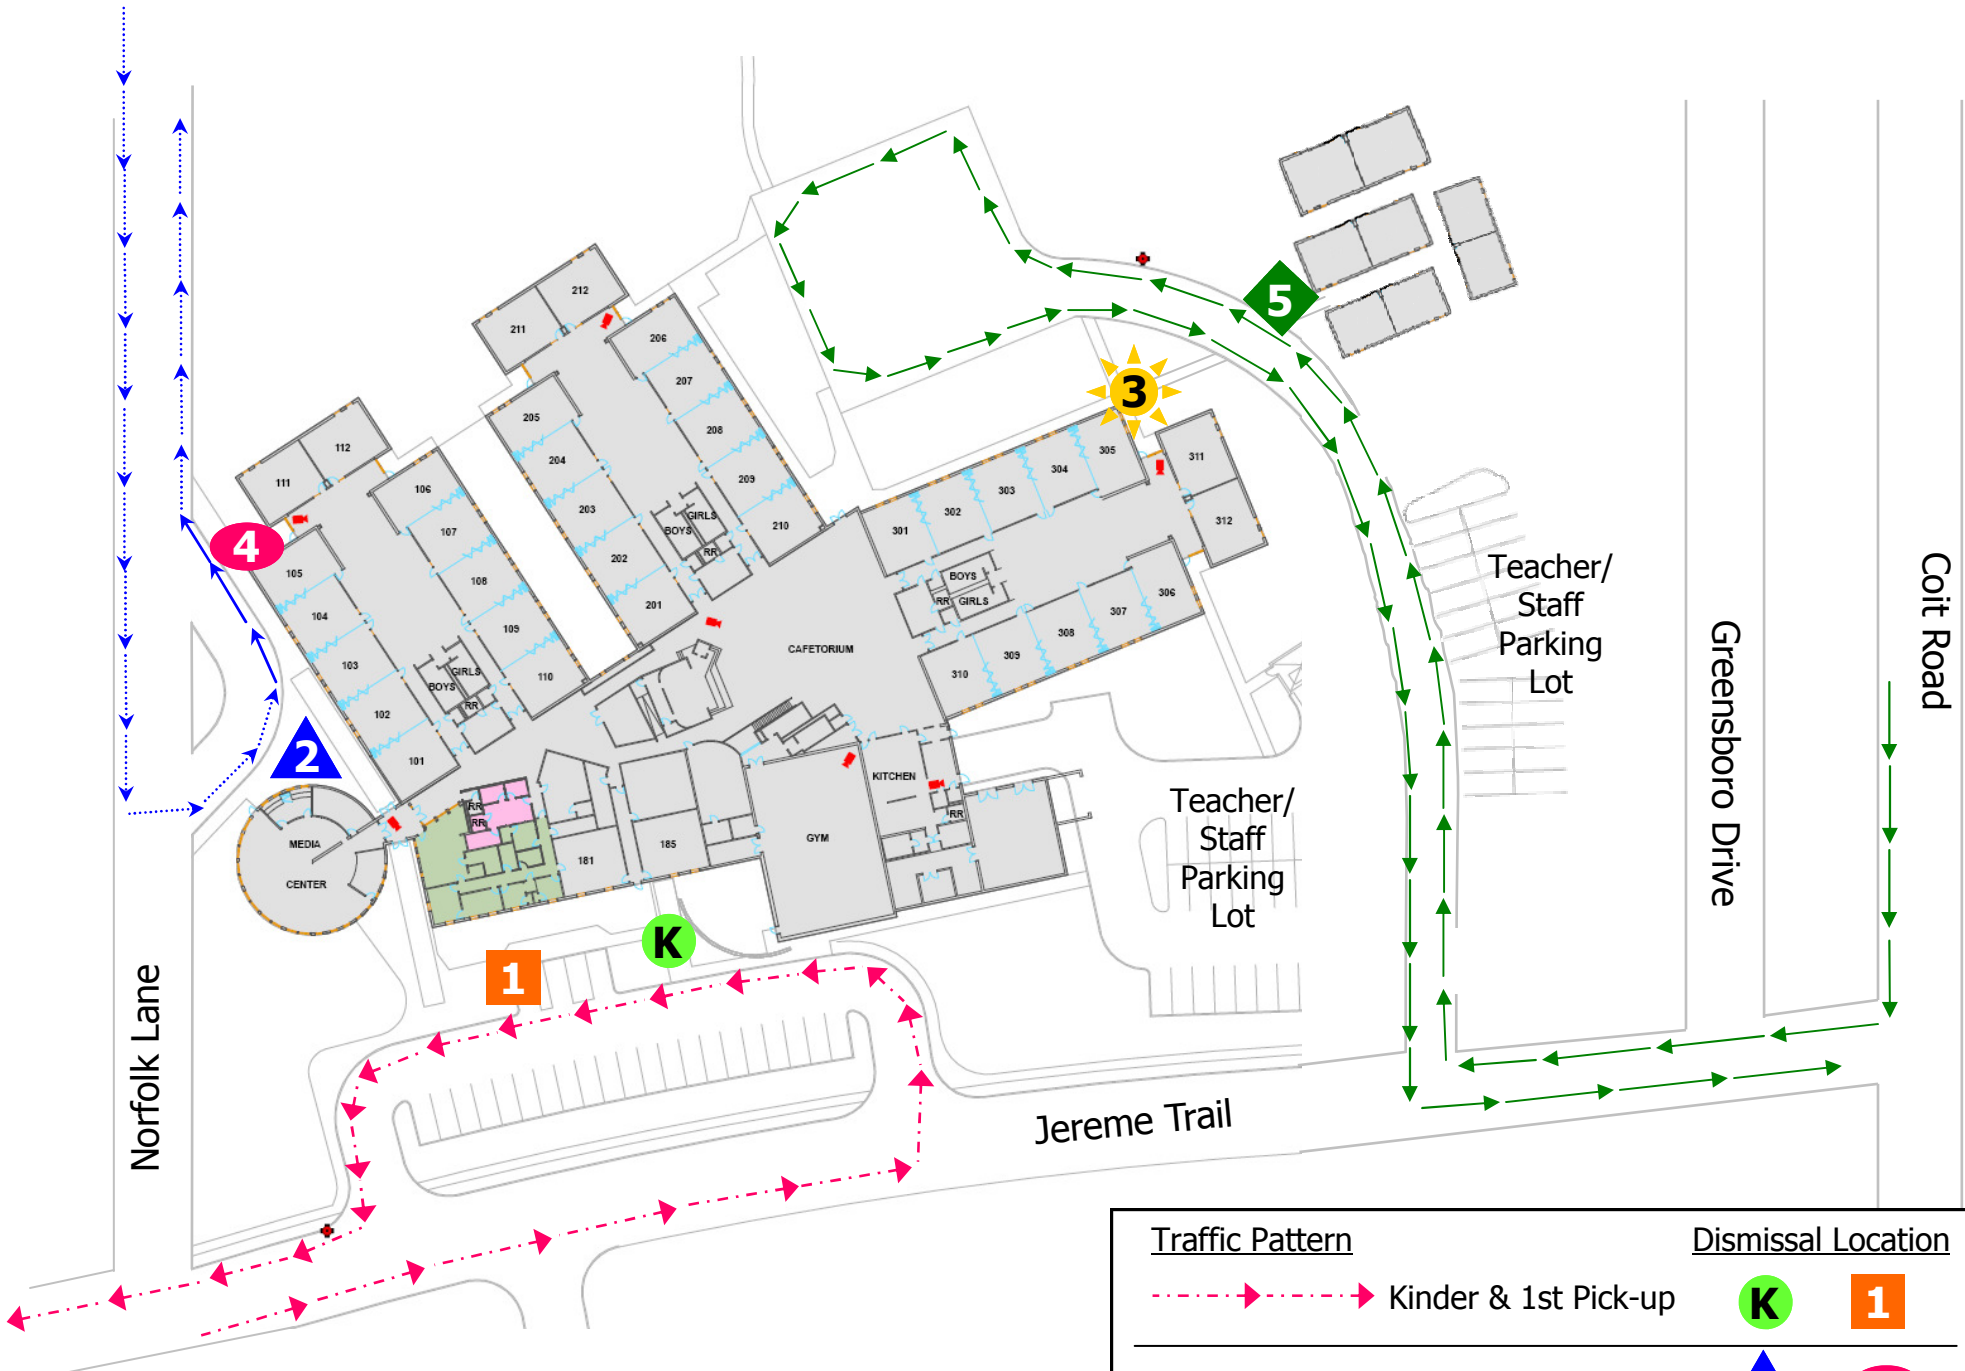 212
211
206
207
205
208
204
112
209
111
106
203
GIRLS
BOYS
210
RR
107
202
105
108
201
104
109
103
GIRLS
BOYS
110
RR
102
101
5
3
305
304
311
303
302
301
312
BOYS
RR
GIRLS
306
307
308
309
310
CAFETORIUM
4
2
KITCHEN
RR
RR
RR
GYM
185
181
MEDIA
CENTER
K
1
Teacher/
Staff
Parking
Lot
Teacher/
Staff
Parking
Lot
Norfolk Lane
Greensboro Drive
Coit Road
Jereme Trail
Traffic Pattern
Dismissal Location
Kinder & 1st Pick-up
K
1